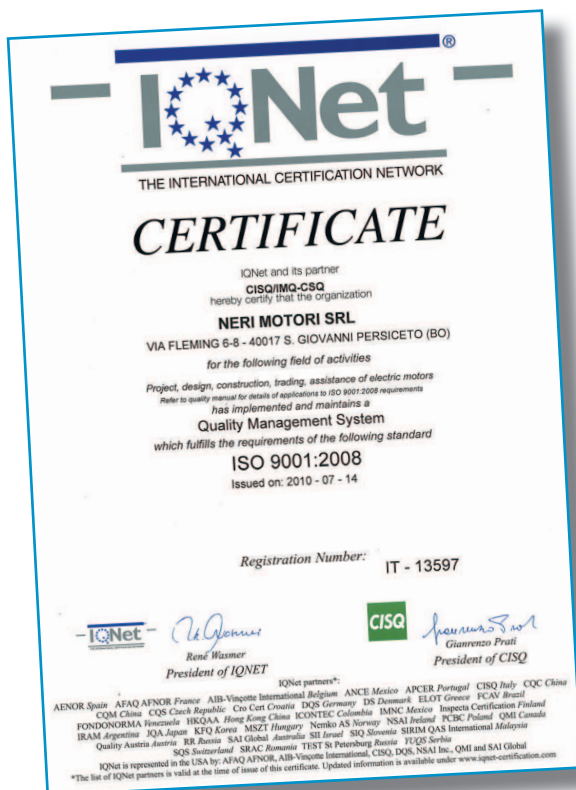 ®
IQNet
THE INTERNATIONAL CERTIFICATION NETWORK
CERTIFICATE
IQNet and its partner
CISQ/IMQ-CSQ
hereby certify that the organization
NERI MOTORI SRL
VIA FLEMING 6-8 - 40017 S. GIOVANNI PERSICETO (BO)
for the following field of activities
Project, design, construction, trading, assistance of electric motors
Refer to quality manual for details of applications to ISO 9001:2008 requirements
has implemented and maintains a
Quality Management System
which fulfills the requirements of the following standard
ISO 9001:2008
Issued on: 2010 - 07 - 14
Registration Number: IT - 13597
IQNet
René Wasmer
President of IQNET
CISQ
Gianrenzo Prati
President of CISQ
IQNet partners*:
AENOR Spain AFAQ AFNOR France AIB-Vinçotte International Belgium ANCE Mexico APCER Portugal CISQ Italy CQC China
CQM China CQS Czech Republic Cro Cert Croatia DQS Germany DS Denmark ELOT Greece FCAV Brazil
FONDONORMA Venezuela HKQAA Hong Kong China ICONTEC Colombia IMNC Mexico Inspecta Certification Finland
IRAM Argentina JQA Japan KFQ Korea MSZT Hungary Nemko AS Norway NSAI Ireland PCBC Poland QMI Canada
Quality Austria Austria RR Russia SAI Global Australia SII Israel SIQ Slovenia SIRIM QAS International Malaysia
SQS Switzerland SRAC Romania TEST St Petersburg Russia YUQS Serbia
IQNet is represented in the USA by: AFAQ AFNOR, AIB-Vinçotte International, CISQ, DQS, NSAI Inc., QMI and SAI Global
*The list of IQNet partners is valid at the time of issue of this certificate. Updated information is available under www.iqnet-certification.com